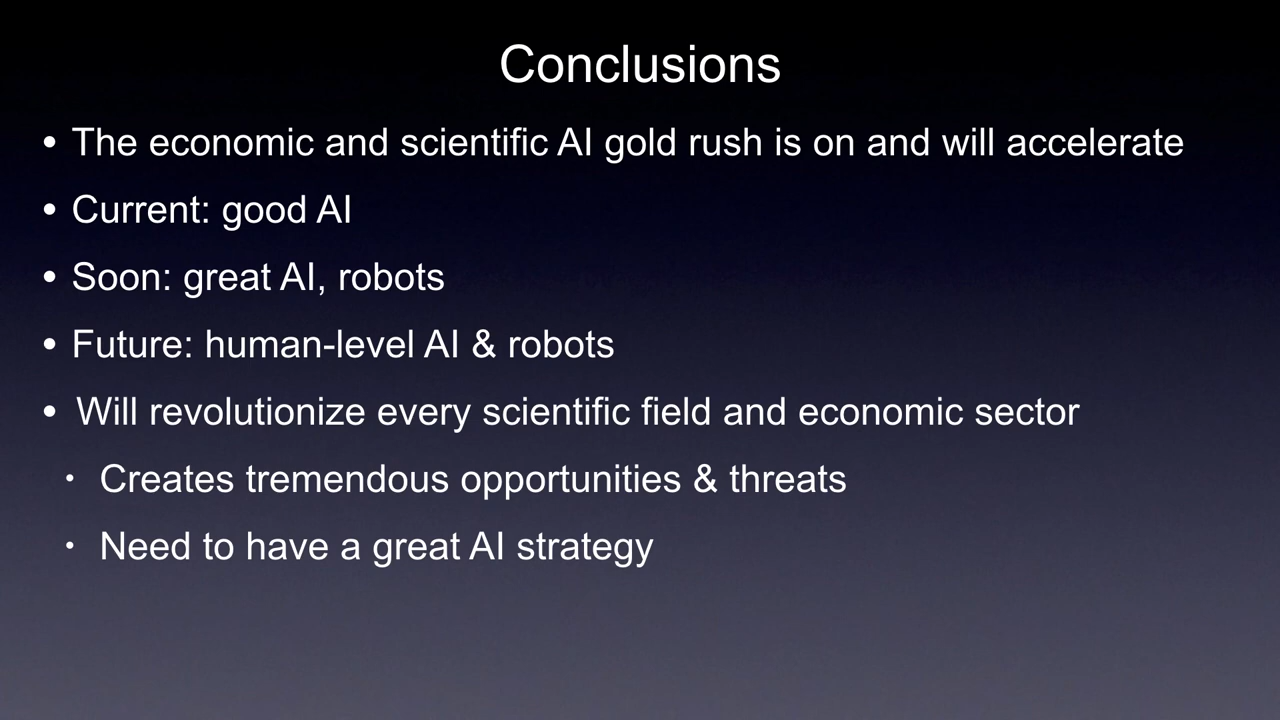 Conclusions
• The economic and scientific AI gold rush is on and will accelerate
• Current: good AI
• Soon: great AI, robots
• Future: human-level AI & robots
• Will revolutionize every scientific field and economic sector
• Creates tremendous opportunities & threats
• Need to have a great AI strategy